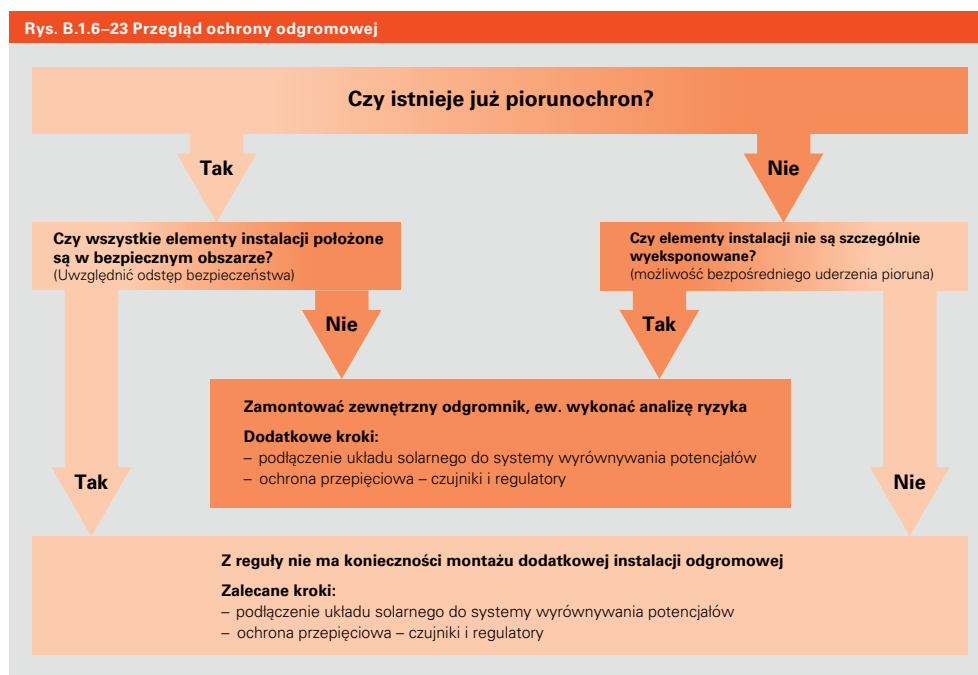 Rys. B.1.6–23 Przegląd ochrony odgromowej
Czy istnieje już piorunochron?
Tak
Nie
Czy wszystkie elementy instalacji położone
są w bezpiecznym obszarze?
(Uwzględnić odstęp bezpieczeństwa)
Czy elementy instalacji nie są szczególnie
wyeksponowane?
(możliwość bezpośredniego uderzenia pioruna)
Nie
Tak
Zamontować zewnętrzny odgromnik, ew. wykonać analizę ryzyka
Dodatkowe kroki:
– podłączenie układu solarnego do systemy wyrównywania potencjałów
– ochrona przepięciowa – czujniki i regulatory
Tak
Nie
Z reguły nie ma konieczności montażu dodatkowej instalacji odgromowej
Zalecane kroki:
– podłączenie układu solarnego do systemy wyrównywania potencjałów
– ochrona przepięciowa – czujniki i regulatory